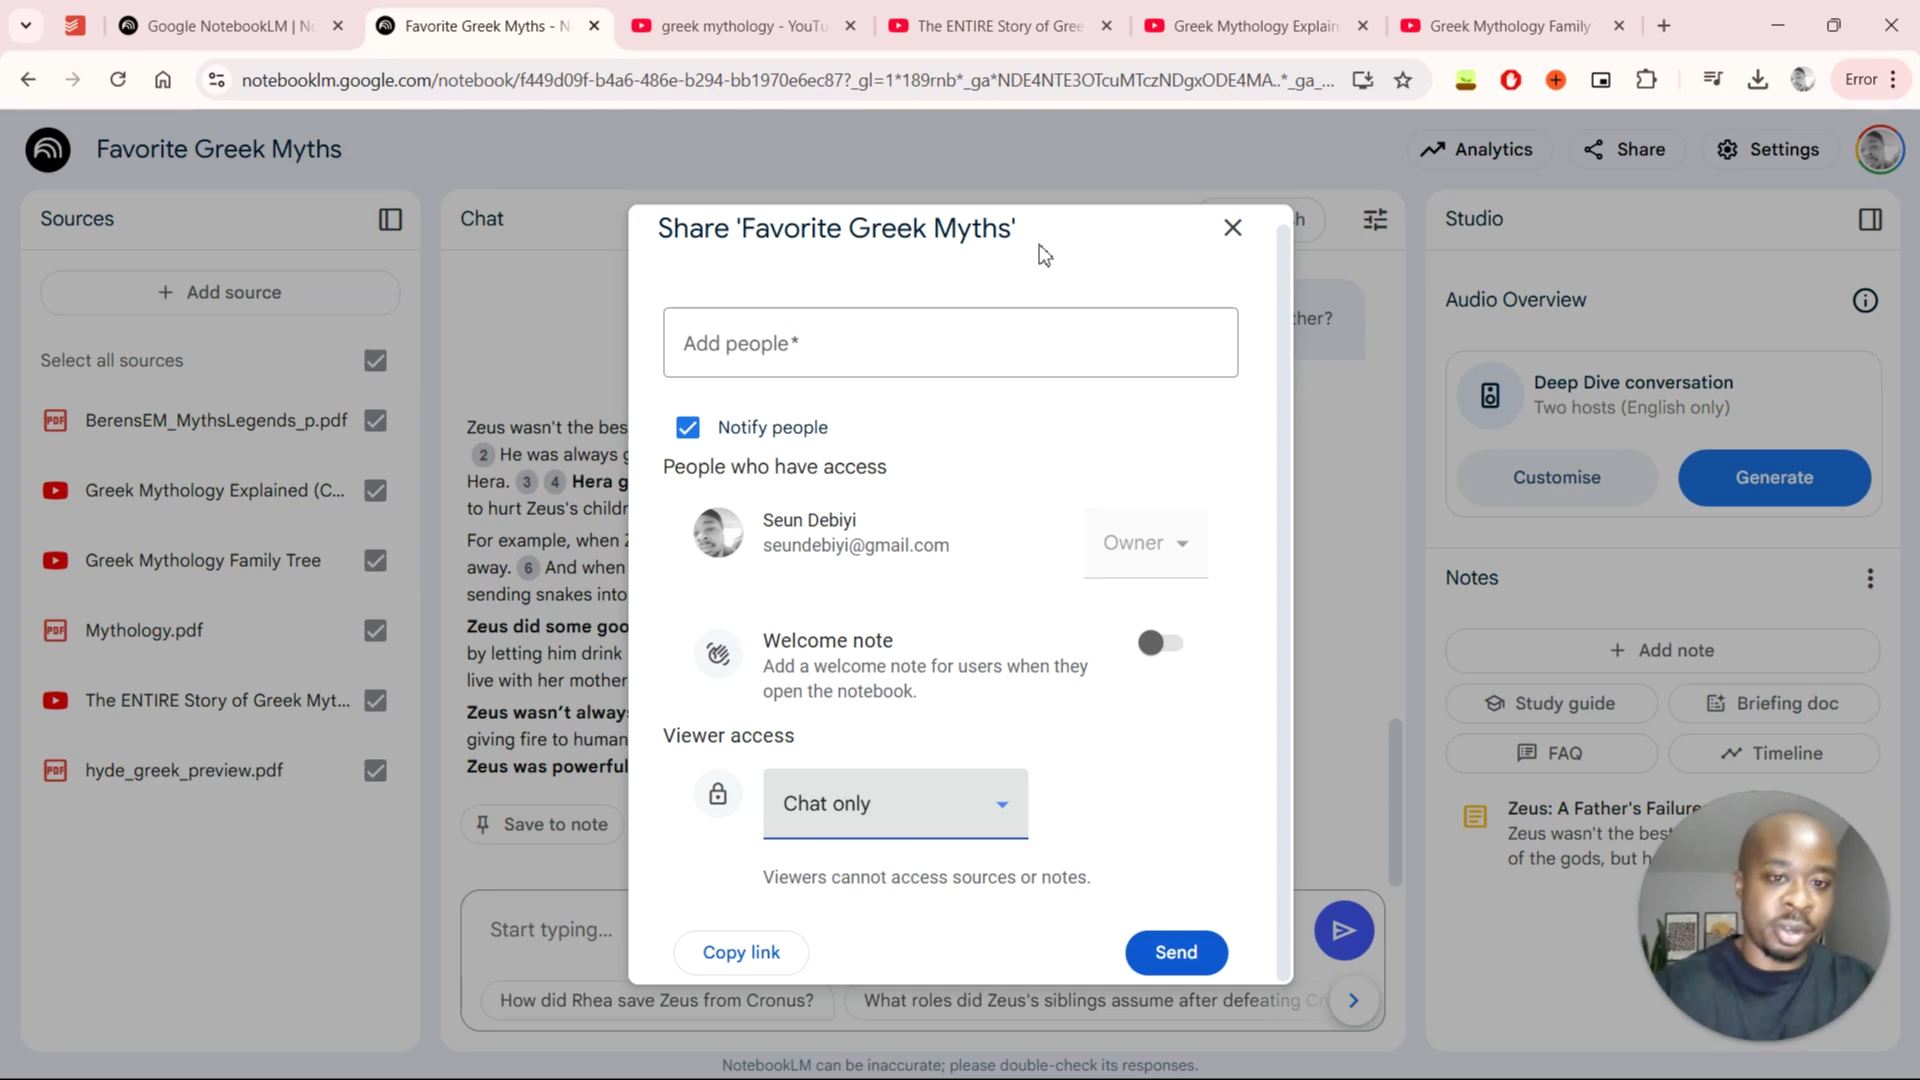 Google NotebookLM | No
Favorite Greek Myths - N
greek mythology - YouTu
The ENTIRE Story of Gree
Greek Mythology Explain
Greek Mythology Family
notebooklm.google.com/notebook/f449d09f-b4a6-486e-b294-bb1970e6ec87?_gl=1*189rnb*_ga*NDE4NTE3OTcuMTczNDgxODE4MA..*_ga_...
Error
Favorite Greek Myths
Analytics
Share
Settings
Sources
+ Add source
Select all sources
BerensEM_MythsLegends_p.pdf
Greek Mythology Explained (C...
Greek Mythology Family Tree
Mythology.pdf
The ENTIRE Story of Greek Myt...
hyde_greek_preview.pdf
Chat
h
ther?
Zeus wasn't the bes
2 He was always g
Hera. 3 4 Hera g
to hurt Zeus's childr
For example, when Z
away. 6 And when
sending snakes into
Zeus did some goo
by letting him drink
live with her mother
Zeus wasn't alway
giving fire to human
Zeus was powerful
Save to note
Start typing...
How did Rhea save Zeus from Cronus?
What roles did Zeus's siblings assume after defeating Cr
Share 'Favorite Greek Myths'
Add people*
Notify people
People who have access
Seun Debiyi
seundebiyi@gmail.com
Owner
Welcome note
Add a welcome note for users when they
open the notebook.
Viewer access
Chat only
Viewers cannot access sources or notes.
Copy link
Send
Studio
Audio Overview
Deep Dive conversation
Two hosts (English only)
Customise
Generate
Notes
+ Add note
Study guide
Briefing doc
FAQ
Timeline
Zeus: A Father's Failure
Zeus wasn't the best
of the gods, but h
NotebookLM can be inaccurate; please double-check its responses.